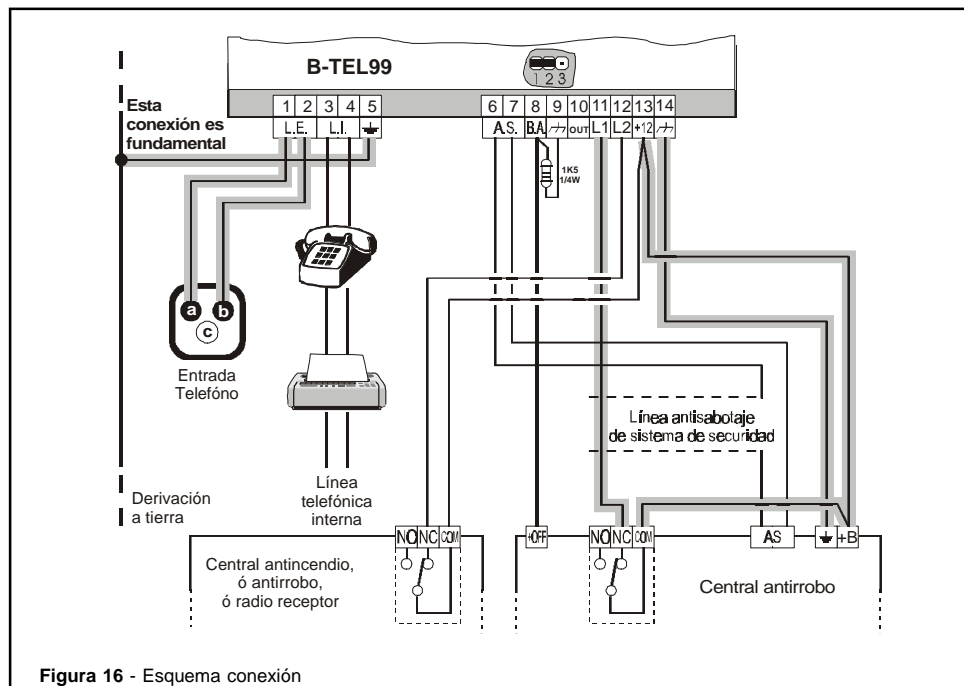 B-TEL99
1 2 3
1 2 3 4 5 6 7 8 9 10 11 12 13 14
L.E. L.I. A.S. B.A. OUT L1 L2 +12
Esta
conexión es
fundamental
1K5
1/4W
a b
c
Entrada
Telefóno
Línea antisabotaje
de sistema de securidad
Derivación
a tierra
Línea
telefónica
interna
NO NC COM +OFF NO NC COM AS +B
Central antincendio,
ó antirrobo,
ó radio receptor
Central antirrobo
Figura 16 - Esquema conexión